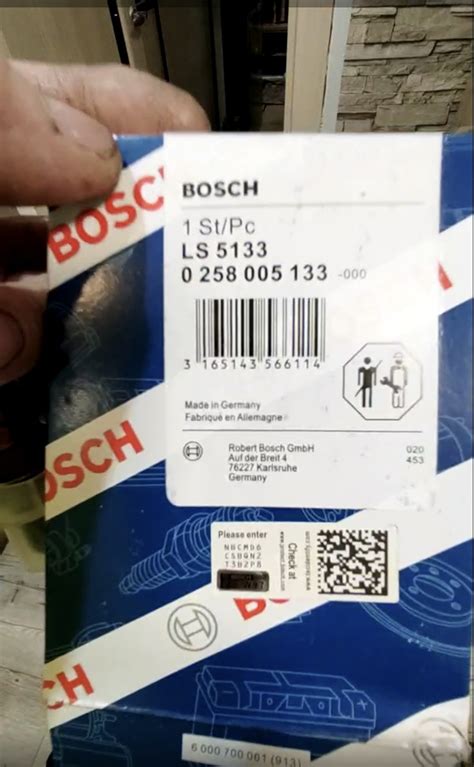 BOSCH
BOSCH
1 St/Pc
LS 5133
0 258 005 133 -000
3 165143 566114
Made in Germany
Fabriqué en Allemagne
Robert Bosch GmbH
Auf der Breit 4
76227 Karlsruhe
Germany
020
453
OSCH
Please enter
Check at
CH
6 000 700 061 (913)